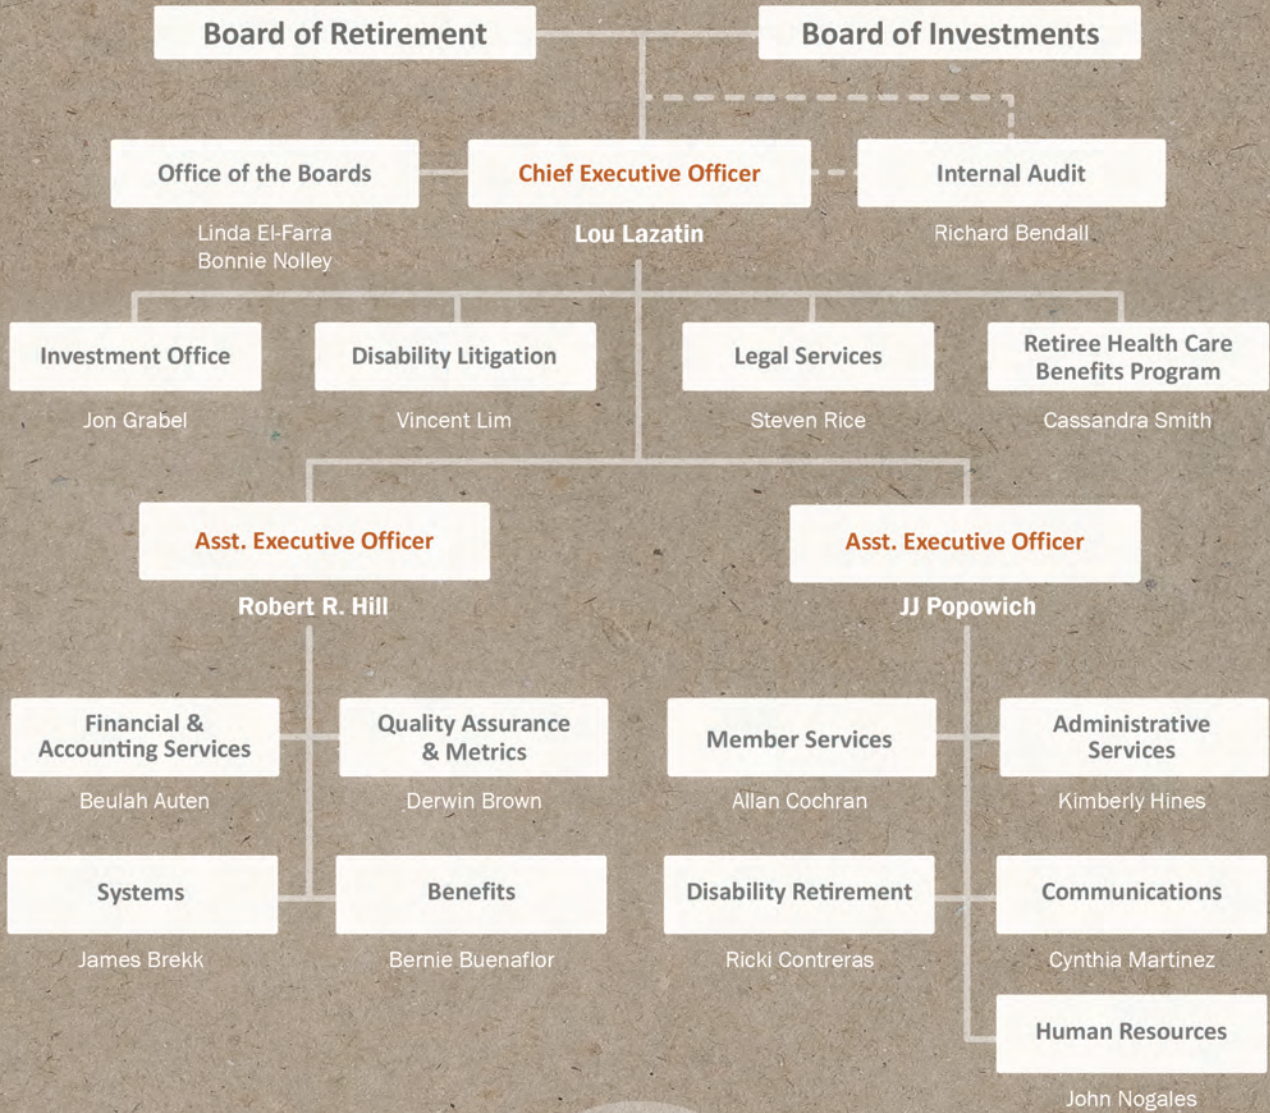 Board of Retirement
Board of Investments
Office of the Boards
Chief Executive Officer
Internal Audit
Linda El-Farra
Bonnie Nolley
Lou Lazatin
Richard Bendall
Investment Office
Disability Litigation
Legal Services
Retiree Health Care
Benefits Program
Jon Grabel
Vincent Lim
Steven Rice
Cassandra Smith
Asst. Executive Officer
Asst. Executive Officer
Robert R. Hill
JJ Popowich
Financial &
Accounting Services
Quality Assurance
& Metrics
Member Services
Administrative
Services
Beulah Auten
Derwin Brown
Allan Cochran
Kimberly Hines
Systems
Benefits
Disability Retirement
Communications
James Brekk
Bernie Buenaflor
Ricki Contreras
Cynthia Martinez
Human Resources
John Nogales